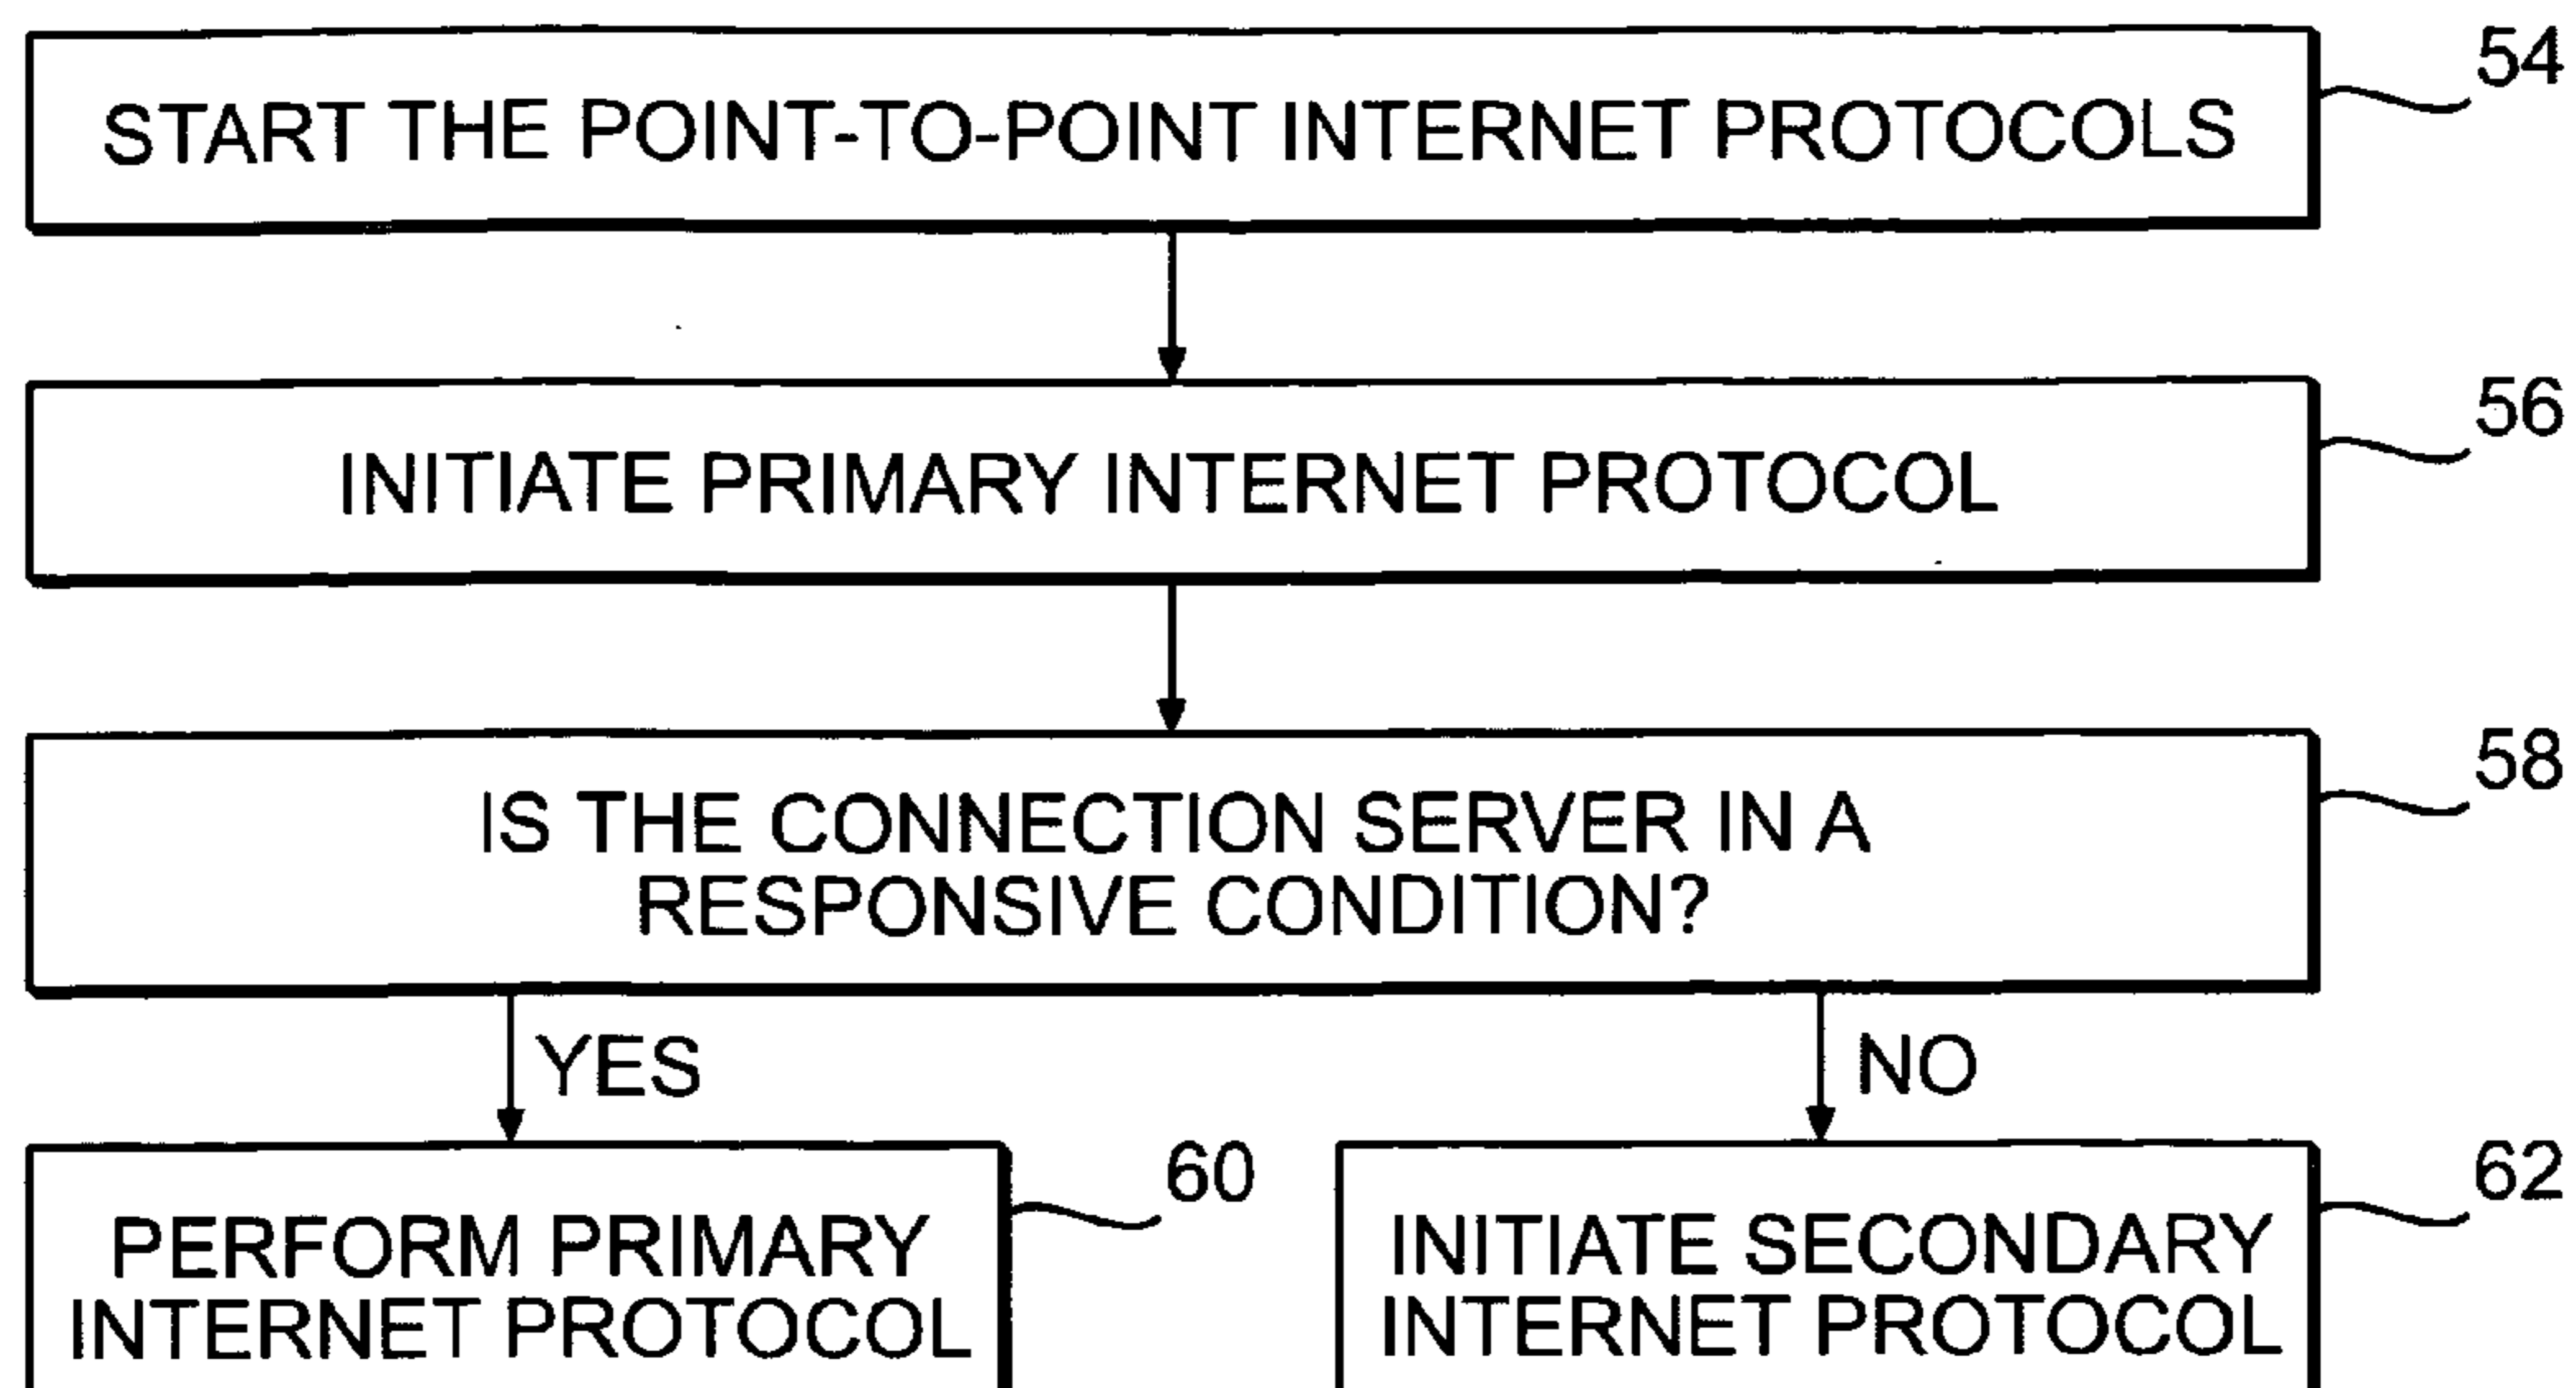 START THE POINT-TO-POINT INTERNET PROTOCOLS
54
INITIATE PRIMARY INTERNET PROTOCOL
56
IS THE CONNECTION SERVER IN A
RESPONSIVE CONDITION?
58
YES
NO
PERFORM PRIMARY
INTERNET PROTOCOL
60
INITIATE SECONDARY
INTERNET PROTOCOL
62